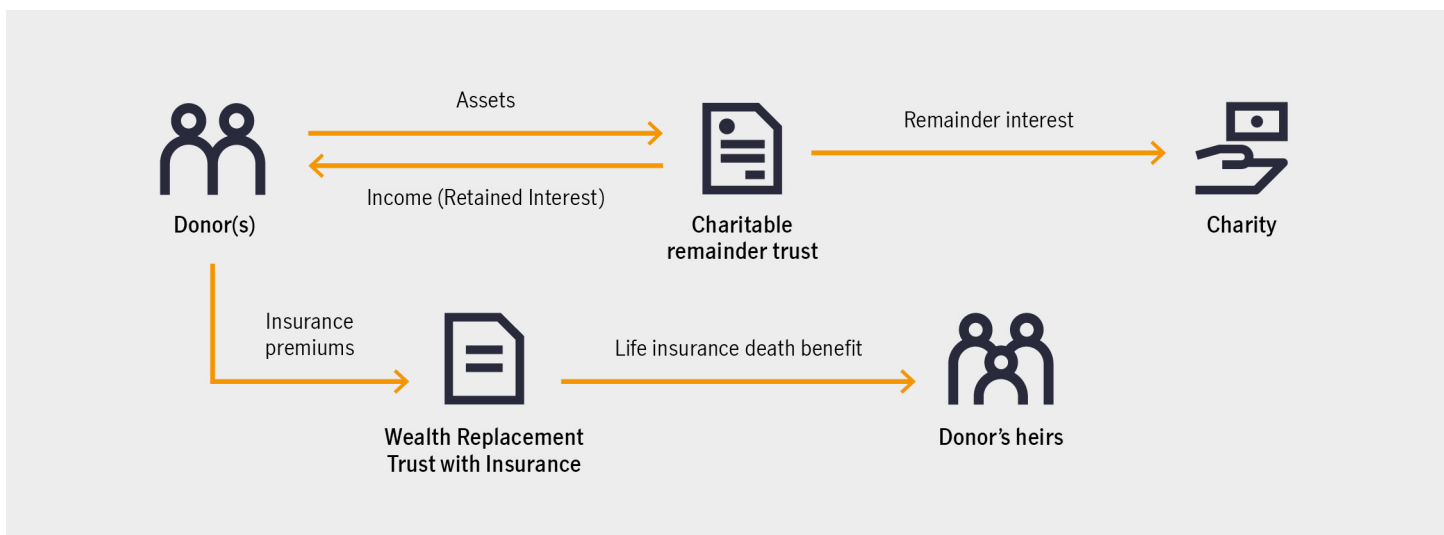 Assets
Remainder interest
Income (Retained Interest)
Donor(s)
Charitable
remainder trust
Charity
Insurance
premiums
Life insurance death benefit
Wealth Replacement
Trust with Insurance
Donor’s heirs